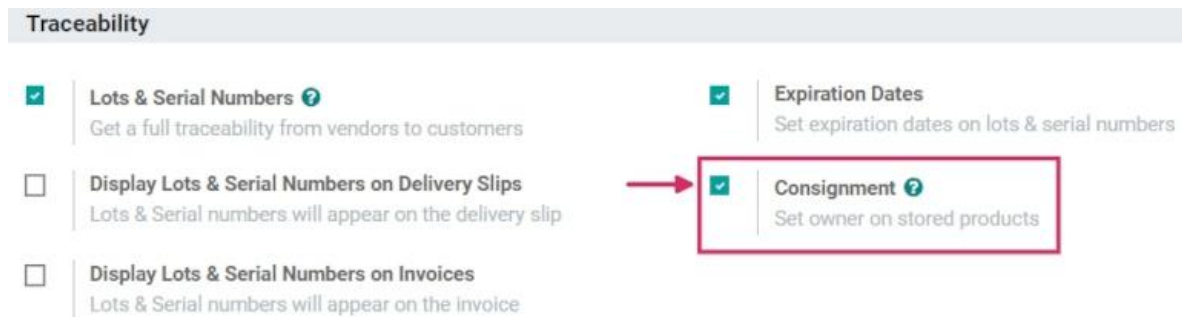 Traceability
Lots & Serial Numbers ?
Get a full traceability from vendors to customers
Expiration Dates
Set expiration dates on lots & serial numbers
Display Lots & Serial Numbers on Delivery Slips
Lots & Serial numbers will appear on the delivery slip
Consignment ?
Set owner on stored products
Display Lots & Serial Numbers on Invoices
Lots & Serial numbers will appear on the invoice